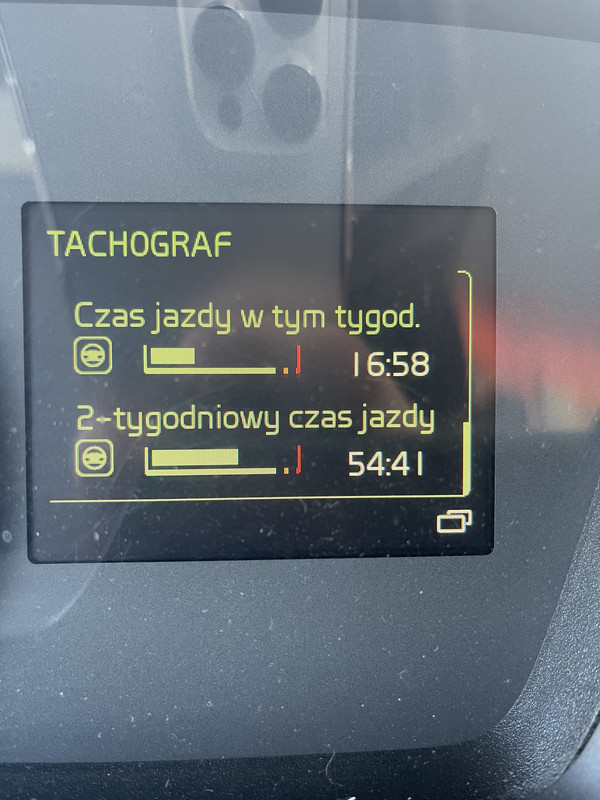 TACHOGRAF
Czas jazdy w tym tygod.
16:58
2-tygodniowy czas jazdy
54:41